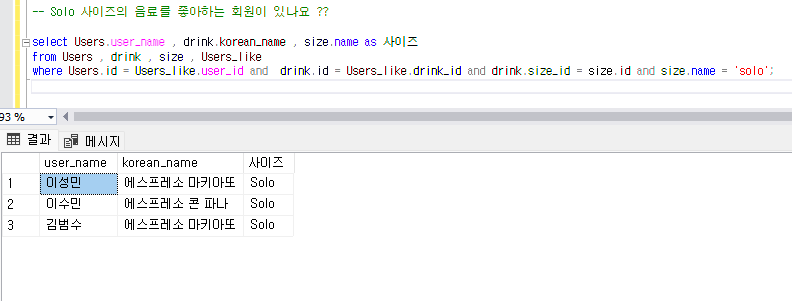 -- Solo 사이즈의 음료를 좋아하는 회원이 있나요 ??
select Users.user_name , drink.korean_name , size.name as 사이즈
from Users , drink , size , Users_like
where Users.id = Users_like.user_id and drink.id = Users_Like.drink_id and drink.size_id = size.id and size.name = 'solo';
93 %
결과 메시지
user_name korean_name 사이즈
1 이성민 에스프레소 마키아또 Solo
2 이수민 에스프레소 콘 파나 Solo
3 김범수 에스프레소 마키아또 Solo